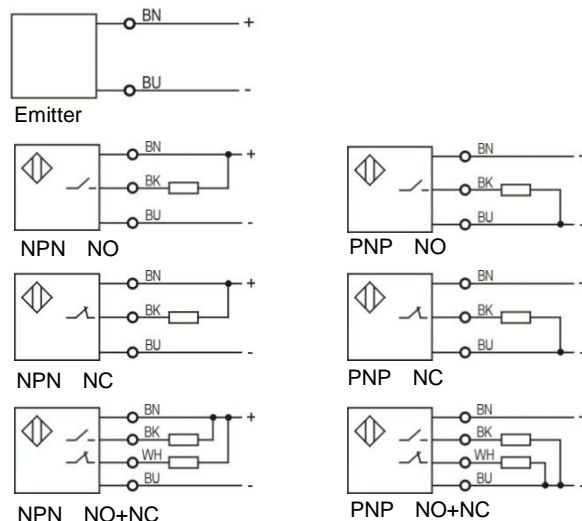 BN +
BU -
Emitter
BN +
BK
BU -
NPN NO
BN
BK
BU -
PNP NO
BN +
BK
BU -
NPN NC
BN
BK
BU -
PNP NC
BN +
BK
WH
BU -
NPN NO+NC
BN
BK
WH
BU -
PNP NO+NC